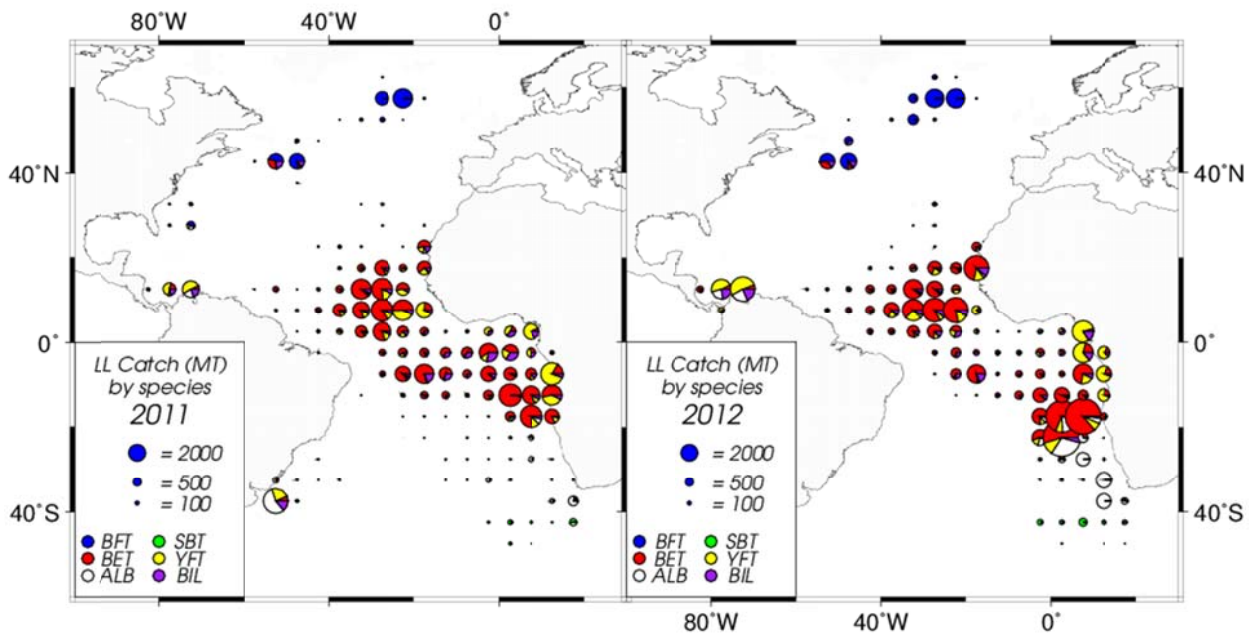 80°W 40°W 0°
40°N
0°
40°S
LL Catch (MT)
by species
2011
= 2000
= 500
= 100
BFT SBT
BET YFT
ALB BIL
LL Catch (MT)
by species
2012
= 2000
= 500
= 100
BFT SBT
BET YFT
ALB BIL
40°N
0°
40°S
80°W 40°W 0°